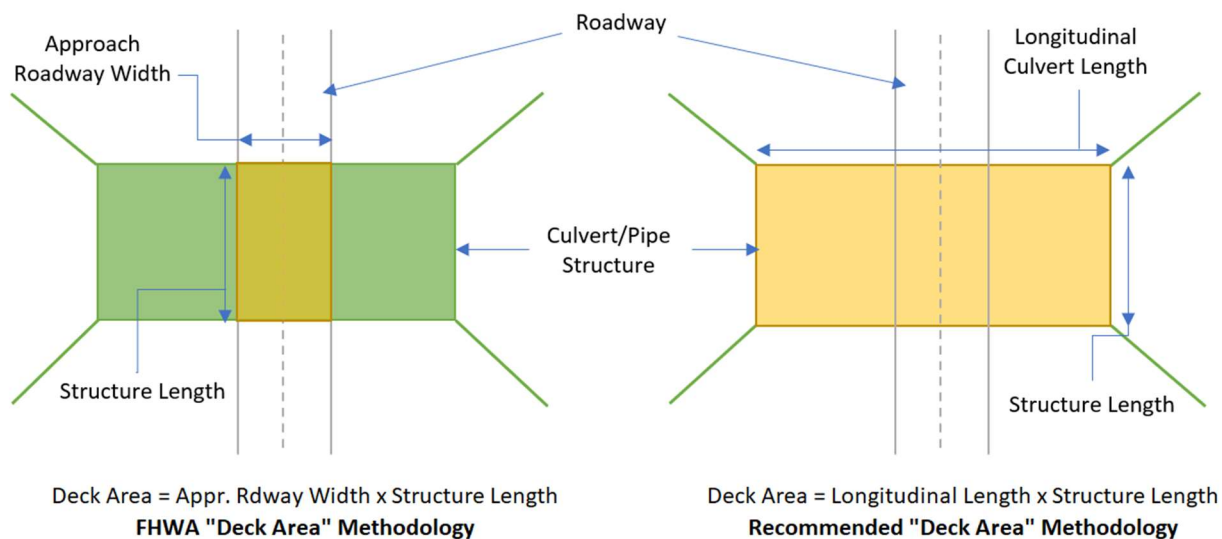 Approach
Roadway Width
Roadway
Longitudinal
Culvert Length
Culvert/Pipe
Structure
Structure Length
Structure Length
Deck Area = Appr. Rdway Width x Structure Length
FHWA "Deck Area" Methodology
Deck Area = Longitudinal Length x Structure Length
Recommended "Deck Area" Methodology